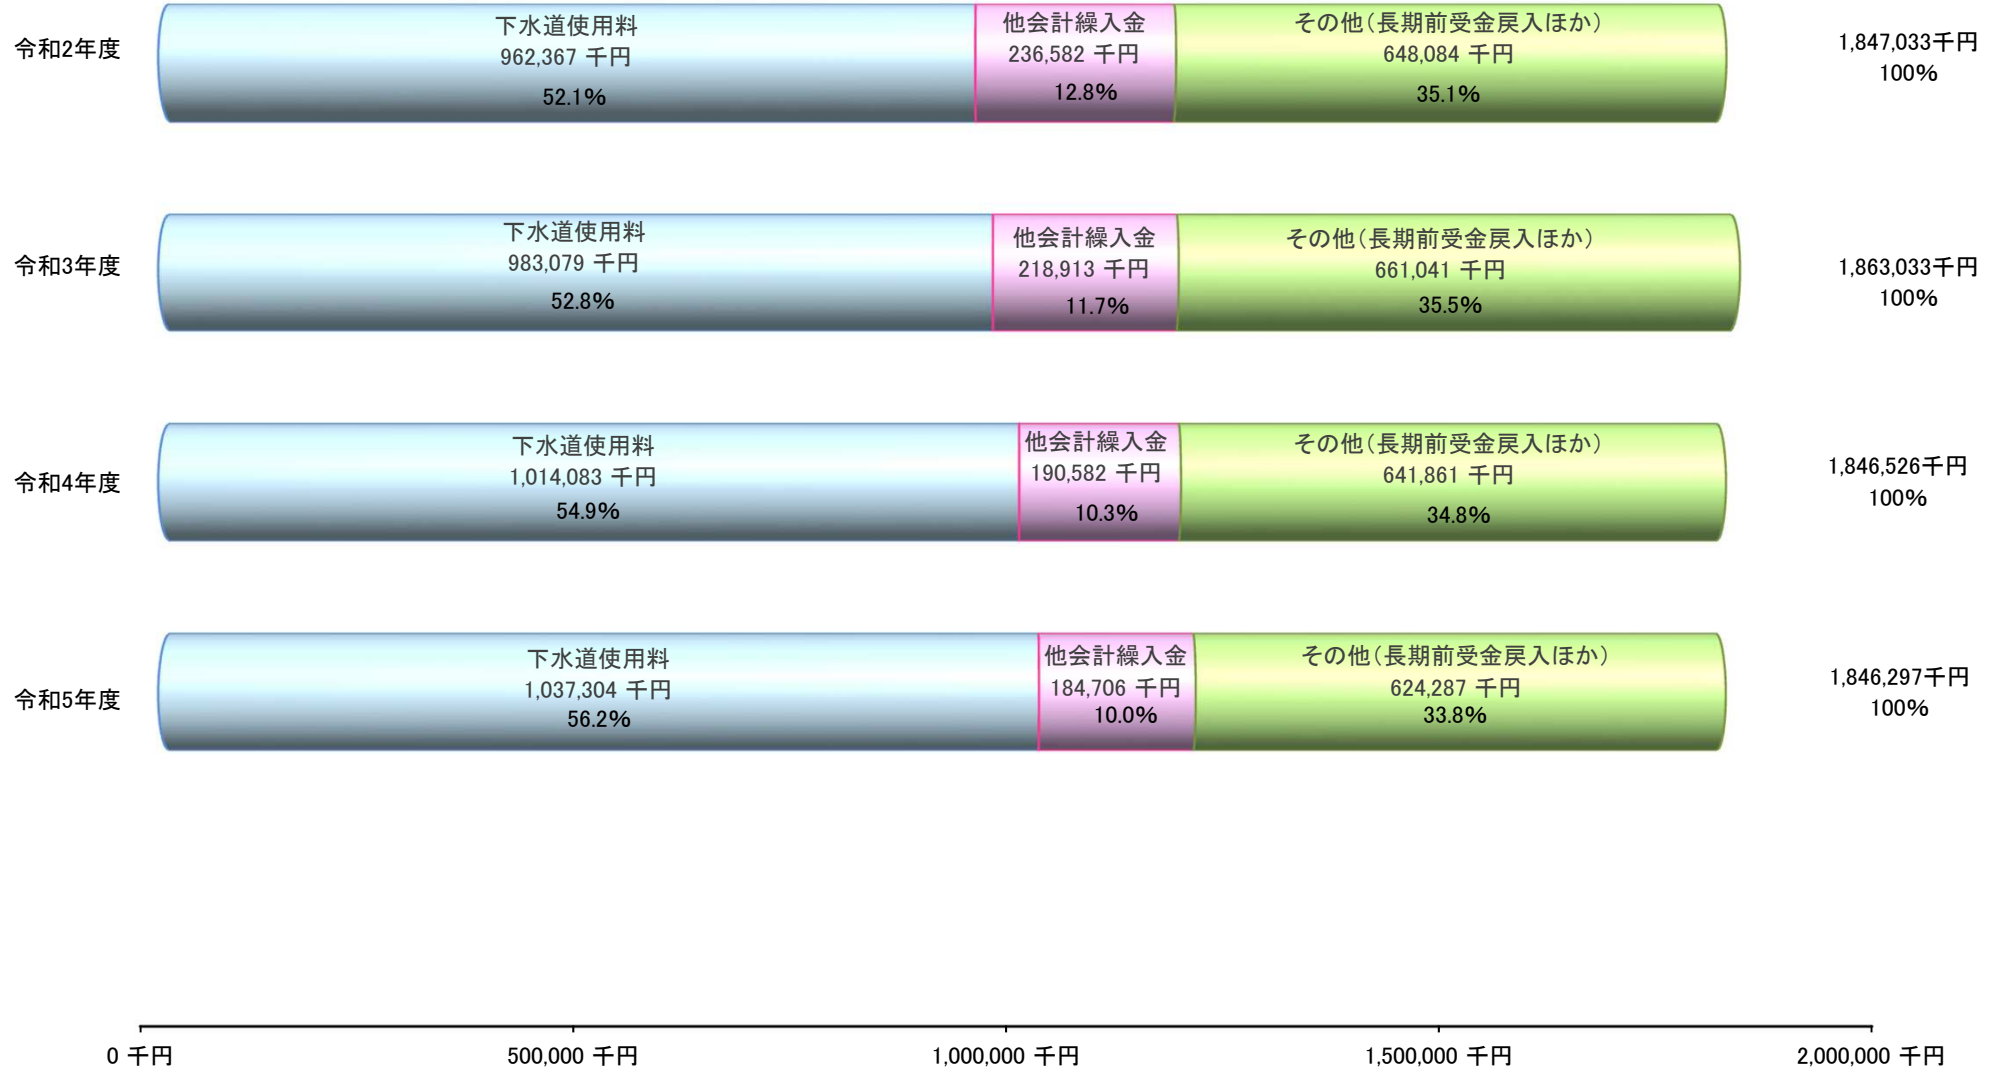 令和2年度
下水道使用料
962,367 千円
52.1%
他会計繰入金
236,582 千円
12.8%
その他(長期前受金戻入ほか)
648,084 千円
35.1%
1,847,033千円
100%
令和3年度
下水道使用料
983,079 千円
52.8%
他会計繰入金
218,913 千円
11.7%
その他(長期前受金戻入ほか)
661,041 千円
35.5%
1,863,033千円
100%
令和4年度
下水道使用料
1,014,083 千円
54.9%
他会計繰入金
190,582 千円
10.3%
その他(長期前受金戻入ほか)
641,861 千円
34.8%
1,846,526千円
100%
令和5年度
下水道使用料
1,037,304 千円
56.2%
他会計繰入金
184,706 千円
10.0%
その他(長期前受金戻入ほか)
624,287 千円
33.8%
1,846,297千円
100%
0 千円
500,000 千円
1,000,000 千円
1,500,000 千円
2,000,000 千円